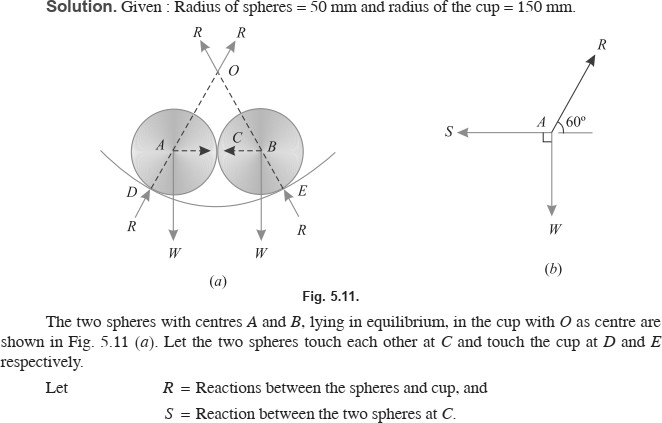 Solution. Given : Radius of spheres = 50 mm and radius of the cup = 150 mm.
R R
O
A C B
D E
R R
W W
(a)
R
S A 60º
W
(b)
Fig. 5.11.
The two spheres with centres A and B, lying in equilibrium, in the cup with O as centre are
shown in Fig. 5.11 (a). Let the two spheres touch each other at C and touch the cup at D and E
respectively.
Let R = Reactions between the spheres and cup, and
S = Reaction between the two spheres at C.